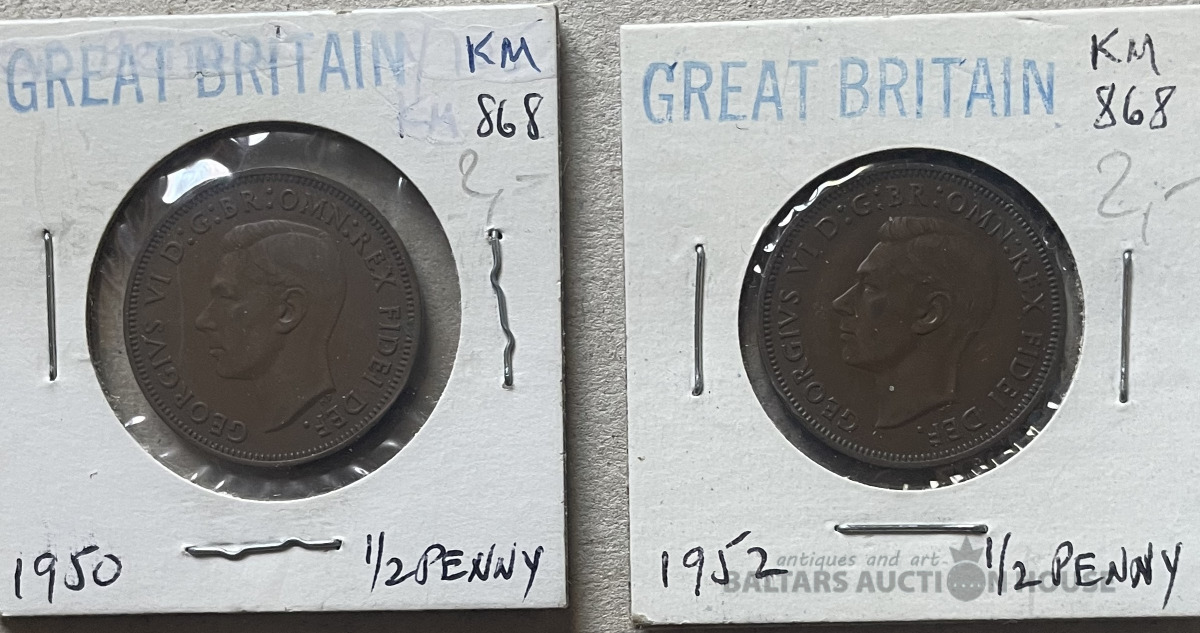 GREAT BRITAIN
KM
868
2,-
GEORGIVS VI D:G:BR:OMN:REX FIDEI DEF.
1950
1/2 PENNY
GREAT BRITAIN
KM
868
2,-
GEORGIVS VI D:G:BR:OMN:REX FIDEI DEF.
1952
1/2 PENNY
antiques and art
BALTARS AUCTION HOUSE